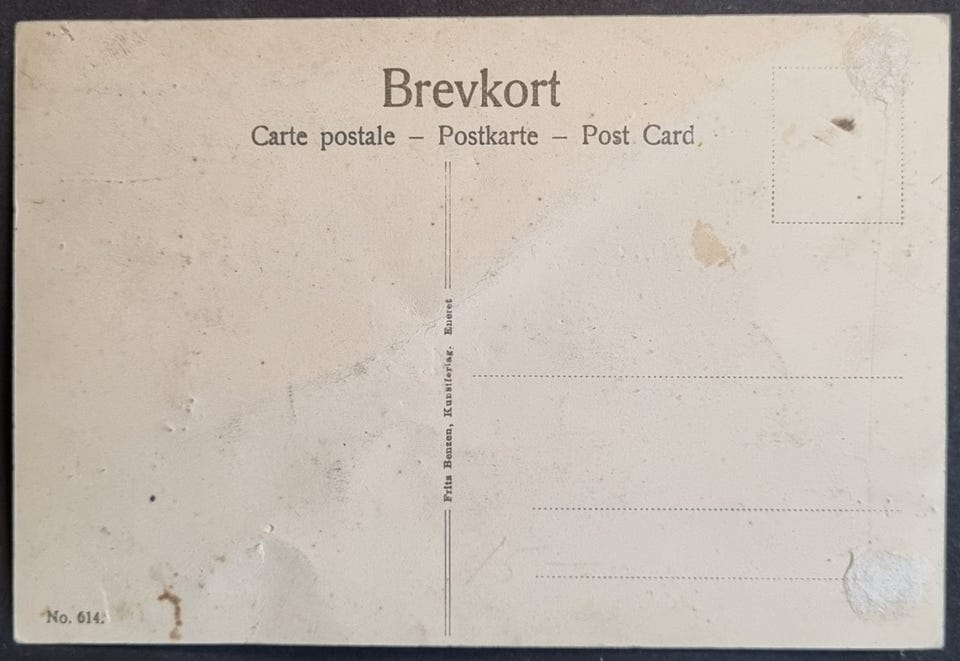 Brevkort
Carte postale – Postkarte – Post Card
Frits Benzen, Kunstforlag. Eneret
No. 614.